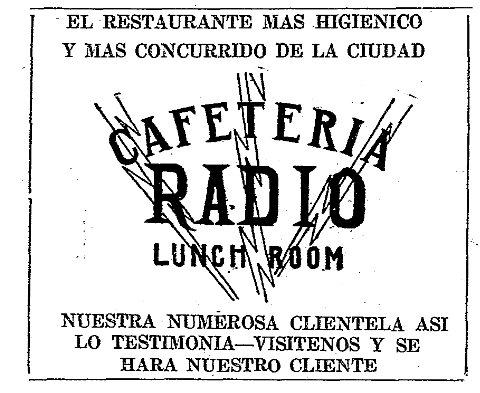 EL RESTAURANTE MAS HIGIENICO
Y MAS CONCURRIDO DE LA CIUDAD
CAFETERIA
RADIO
LUNCH ROOM
NUESTRA NUMEROSA CLIENTELA ASI
LO TESTIMONIA—VISITENOS Y SE
HARA NUESTRO CLIENTE